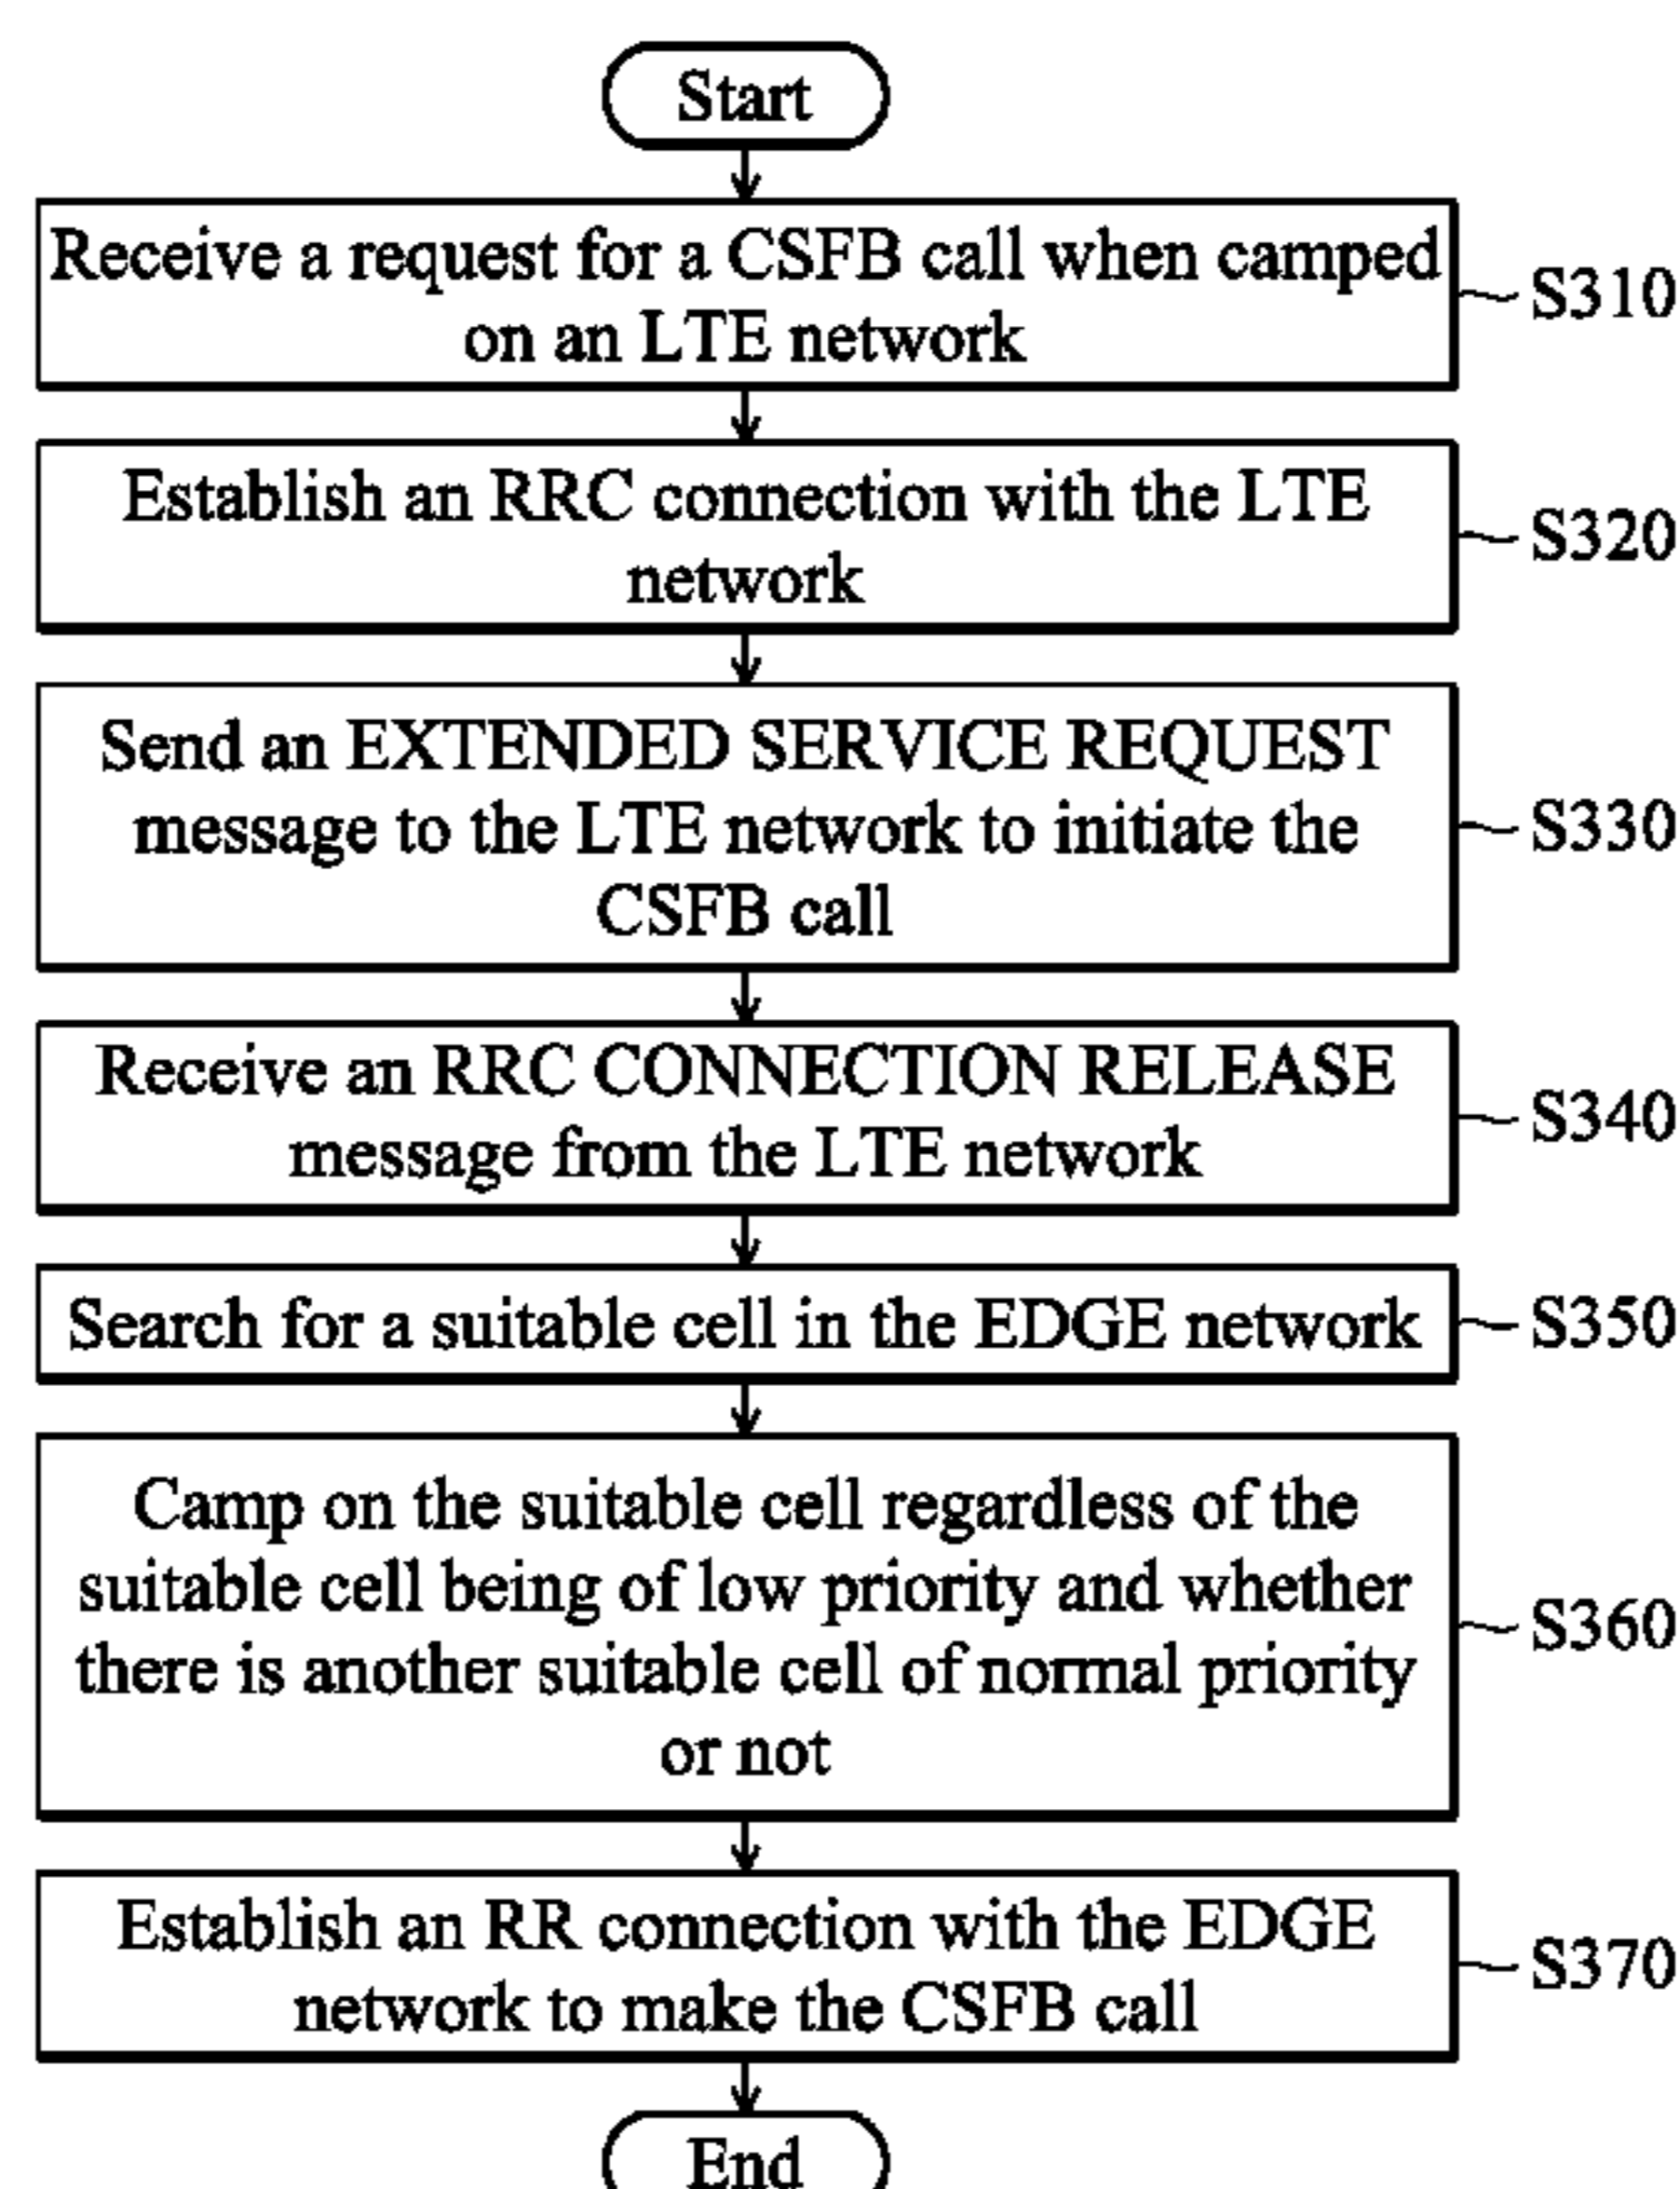 Start
Receive a request for a CSFB call when camped
on an LTE network
S310
Establish an RRC connection with the LTE
network
S320
Send an EXTENDED SERVICE REQUEST
message to the LTE network to initiate the
CSFB call
S330
Receive an RRC CONNECTION RELEASE
message from the LTE network
S340
Search for a suitable cell in the EDGE network
S350
Camp on the suitable cell regardless of the
suitable cell being of low priority and whether
there is another suitable cell of normal priority
or not
S360
Establish an RR connection with the EDGE
network to make the CSFB call
S370
End